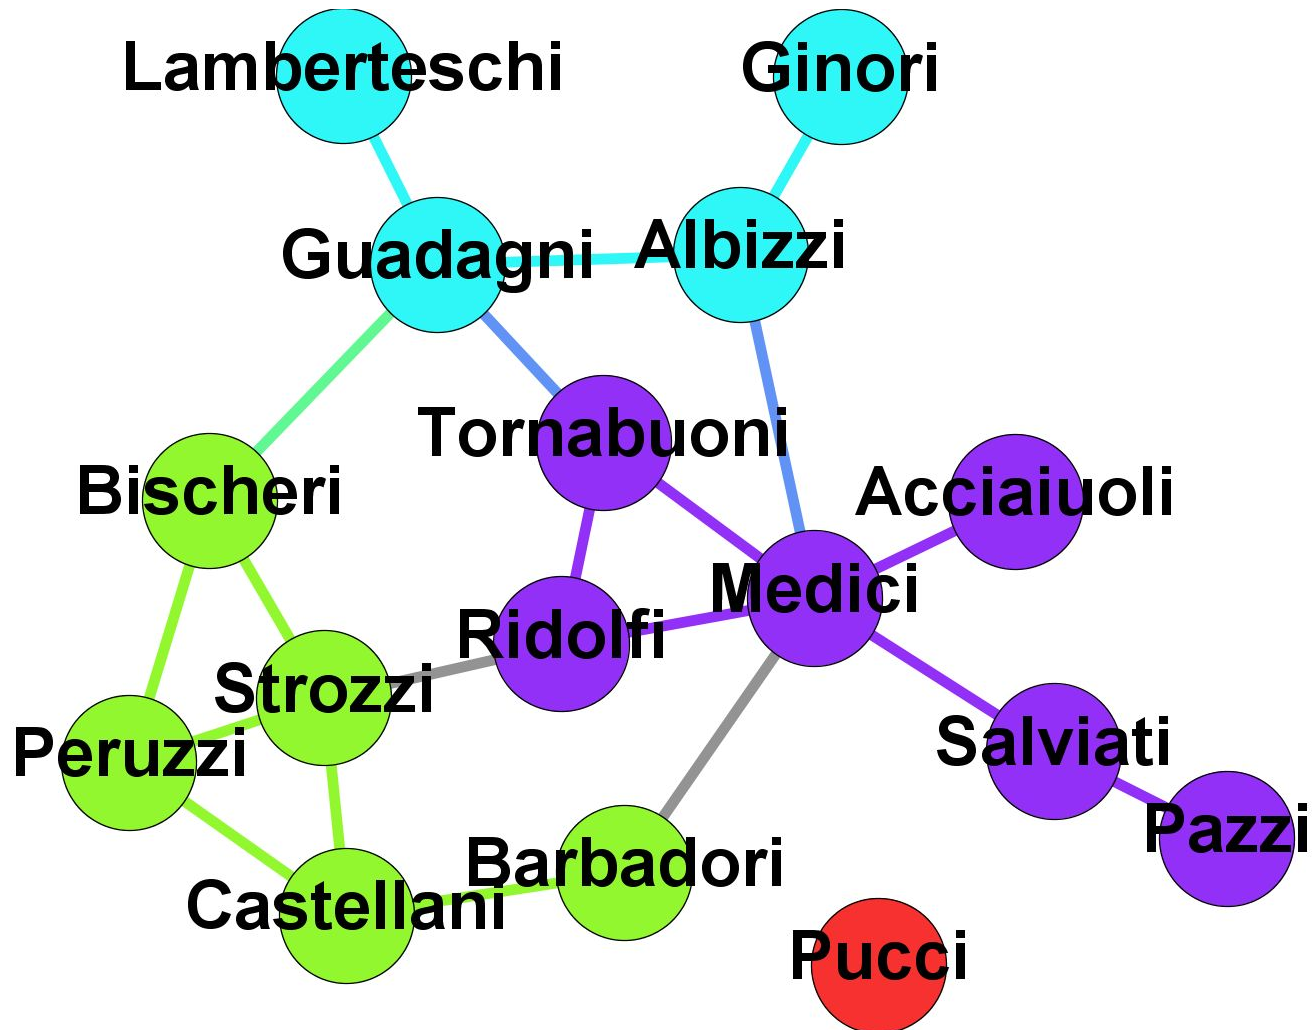 Lamberteschi
Ginori
Guadagni
Albizzi
Tornabuoni
Bischeri
Acciaiuoli
Medici
Ridolfi
Strozzi
Peruzzi
Salviati
Pazzi
Barbadori
Castellani
Pucci